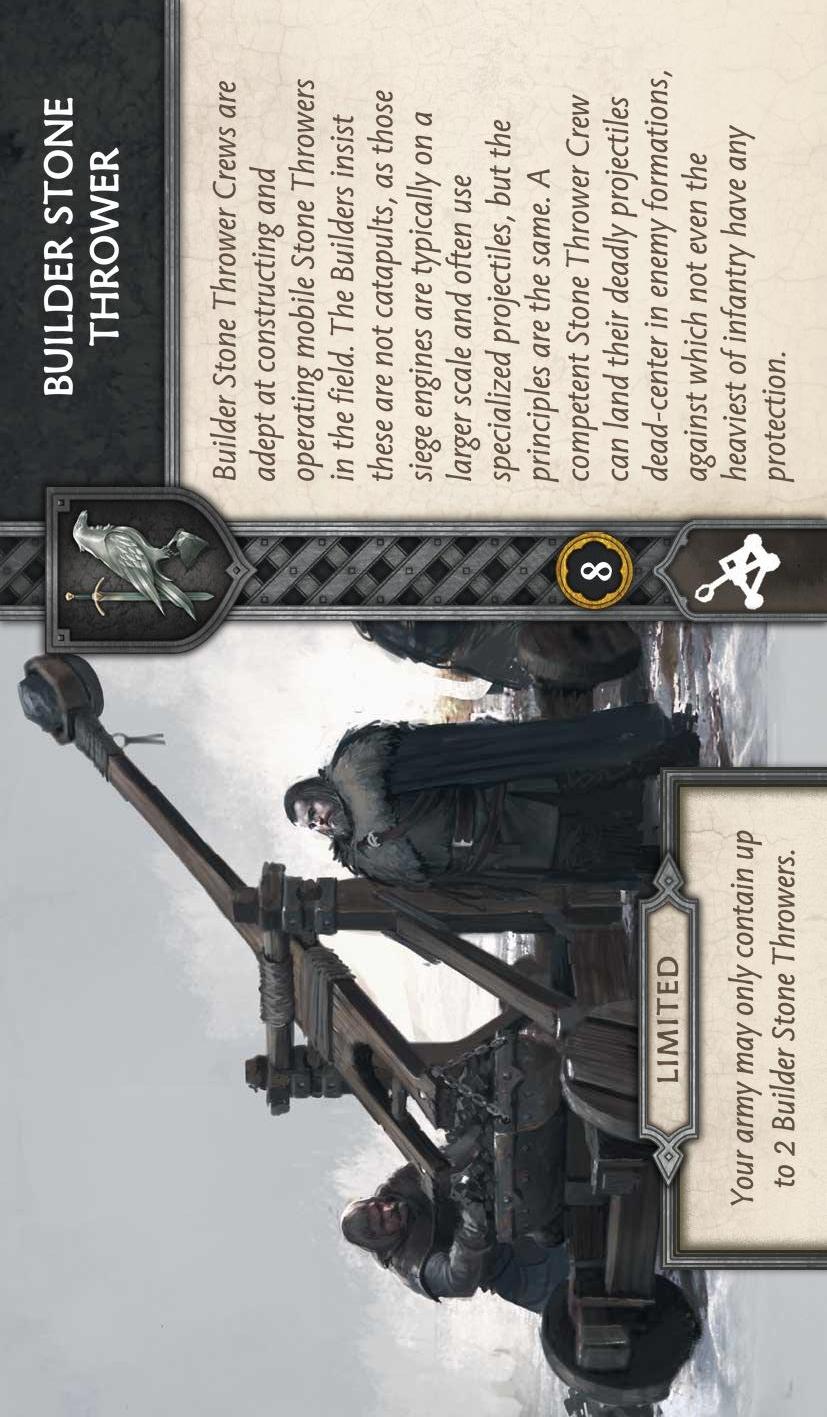 BUILDER STONE
THROWER
Builder Stone Thrower Crews are
adept at constructing and
operating mobile Stone Throwers
in the field. The Builders insist
these are not catapults, as those
siege engines are typically on a
larger scale and often use
specialized projectiles, but the
principles are the same. A
competent Stone Thrower Crew
can land their deadly projectiles
dead-center in enemy formations,
against which not even the
heaviest of infantry have any
protection.
8
LIMITED
Your army may only contain up
to 2 Builder Stone Throwers.